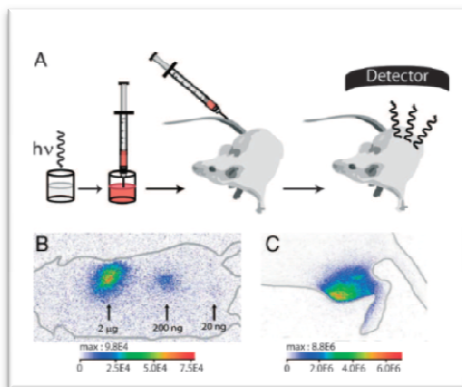 A
Detector
hν
B
C
2 μg
200 ng
20 ng
max : 9.8E4
0 2.5E4 5.0E4 7.5E4
max : 8.8E6
0 2.0E6 4.0E6 6.0E6